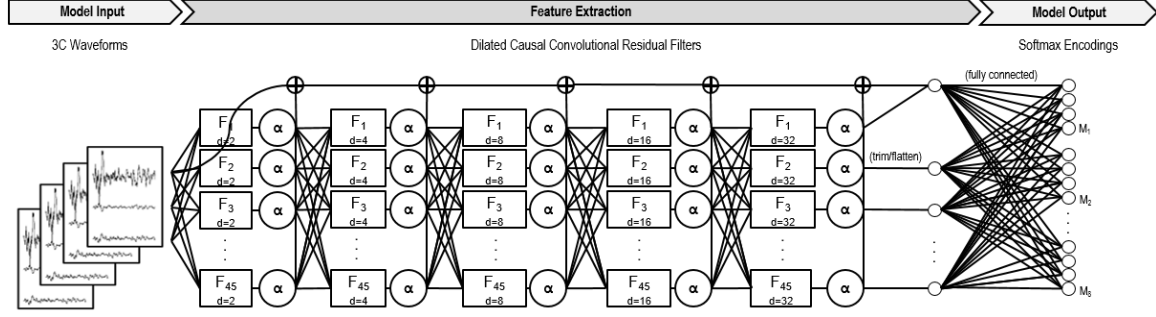 Model Input
Feature Extraction
Model Output
3C Waveforms
Dilated Causal Convolutional Residual Filters
Softmax Encodings
(fully connected)
F1 d=2 α F1 d=4 α F1 d=8 α F1 d=16 α F1 d=32 α
M1
(trim/flatten)
F2 d=2 α F2 d=4 α F2 d=8 α F2 d=16 α F2 d=32 α
M2
F3 d=2 α F3 d=4 α F3 d=8 α F3 d=16 α F3 d=32 α
F45 d=2 α F45 d=4 α F45 d=8 α F45 d=16 α F45 d=32 α
M8